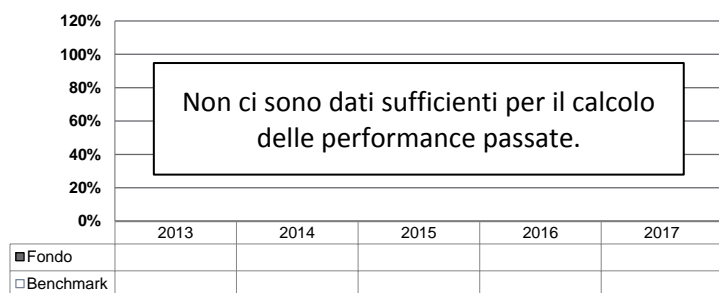 120%
100%
80%
60%
40%
20%
0%
Non ci sono dati sufficienti per il calcolo
delle performance passate.
2013 2014 2015 2016 2017
Fondo
Benchmark